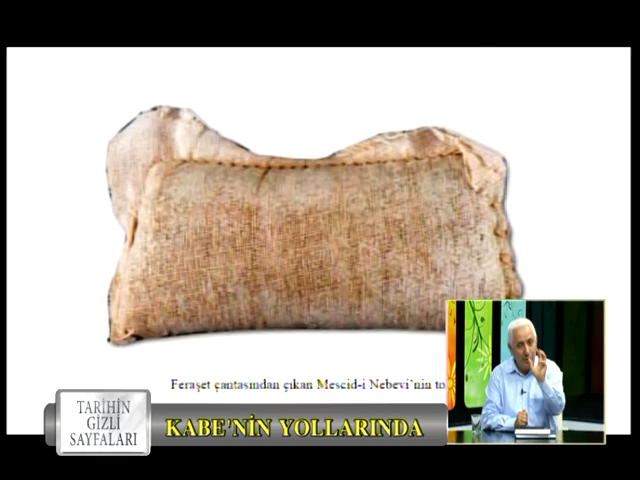 Feraşet çantasından çıkan Mescid-i Nebevi'nin
TARİHİN
GİZLİ
SAYFALARI
KABE'NİN YOLLARINDA